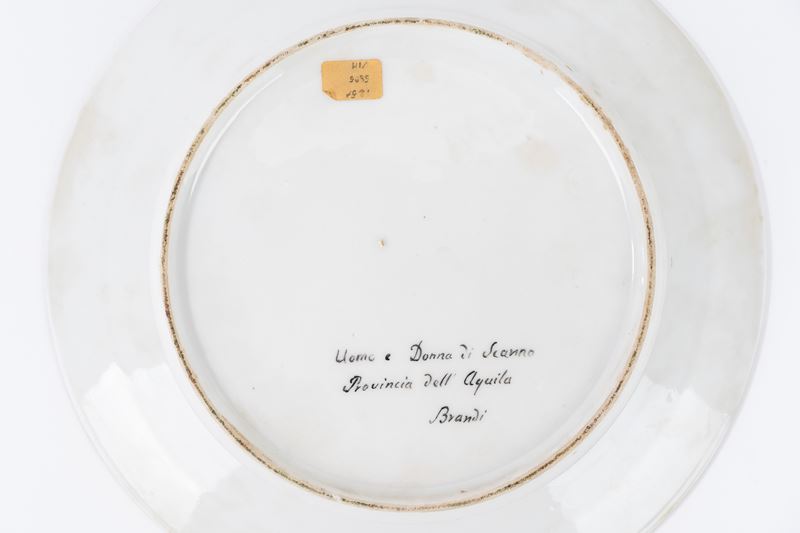 Uomo e Donna di Scanno
Provincia dell' Aquila
Brandi